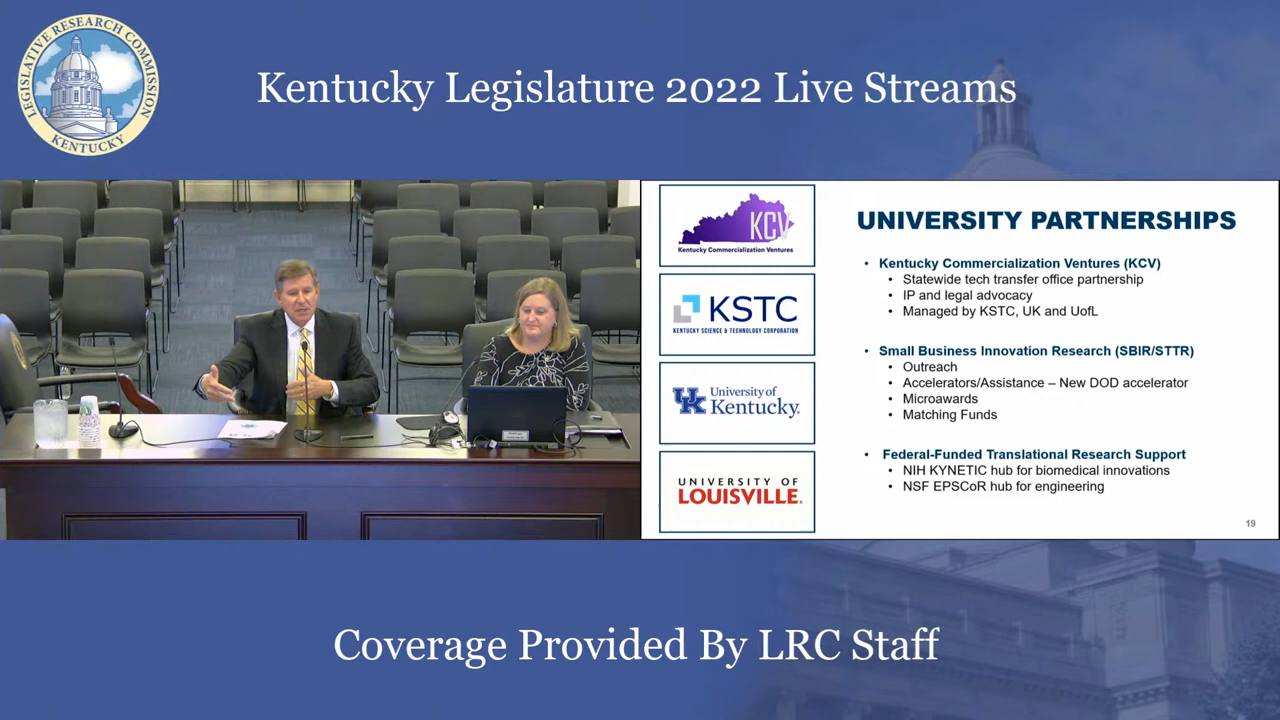 LEGISLATIVE RESEARCH COMMISSION
KENTUCKY
Kentucky Legislature 2022 Live Streams
KCV
Kentucky Commercialization Ventures
KSTC
KENTUCKY SCIENCE & TECHNOLOGY CORPORATION
UK University of
Kentucky.
UNIVERSITY OF
LOUISVILLE.
UNIVERSITY PARTNERSHIPS
• Kentucky Commercialization Ventures (KCV)
• Statewide tech transfer office partnership
• IP and legal advocacy
• Managed by KSTC, UK and UofL
• Small Business Innovation Research (SBIR/STTR)
• Outreach
• Accelerators/Assistance – New DOD accelerator
• Microawards
• Matching Funds
• Federal-Funded Translational Research Support
• NIH KYNETIC hub for biomedical innovations
• NSF EPSCoR hub for engineering
19
Coverage Provided By LRC Staff